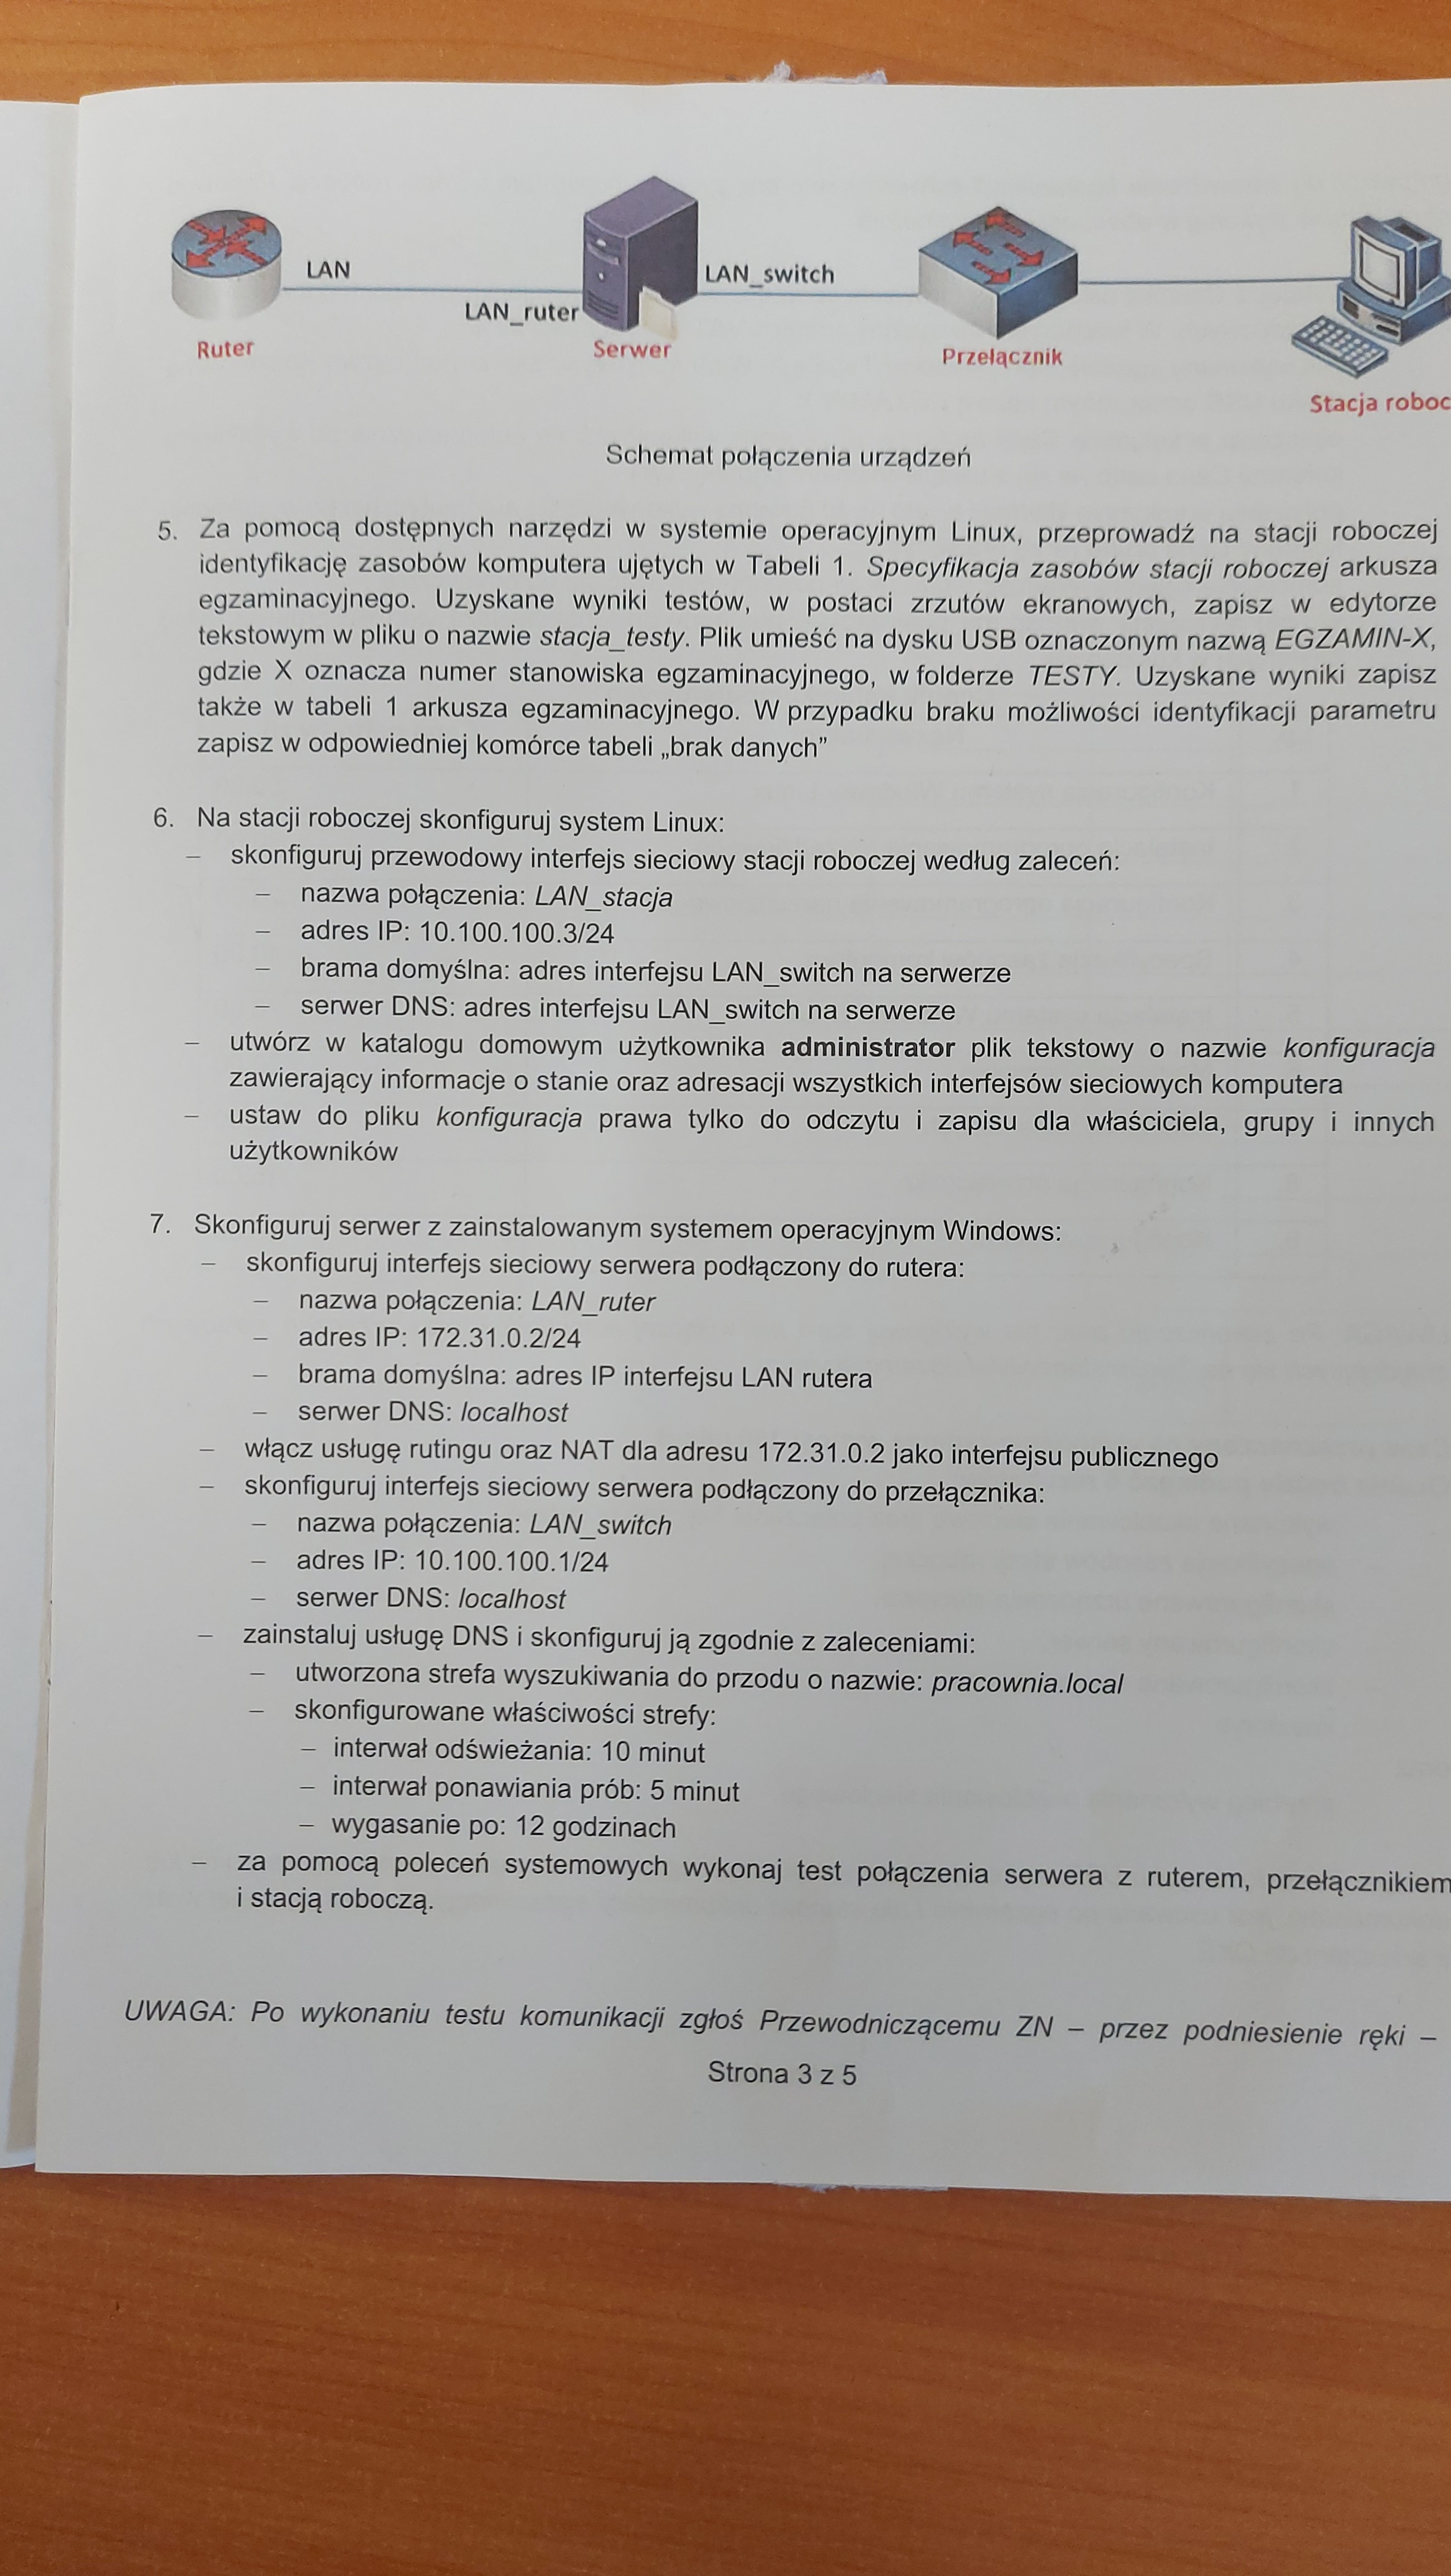 LAN
LAN_switch
LAN_ruter
Ruter
Serwer
Przełącznik
Stacja roboc
Schemat połączenia urządzeń
5. Za pomocą dostępnych narzędzi w systemie operacyjnym Linux, przeprowadź na stacji roboczej
identyfikację zasobów komputera ujętych w Tabeli 1. Specyfikacja zasobów stacji roboczej arkusza
egzaminacyjnego. Uzyskane wyniki testów, w postaci zrzutów ekranowych, zapisz w edytorze
tekstowym w pliku o nazwie stacja_testy. Plik umieść na dysku USB oznaczonym nazwą EGZAMIN-X,
gdzie X oznacza numer stanowiska egzaminacyjnego, w folderze TESTY. Uzyskane wyniki zapisz
także w tabeli 1 arkusza egzaminacyjnego. W przypadku braku możliwości identyfikacji parametru
zapisz w odpowiedniej komórce tabeli „brak danych”
6. Na stacji roboczej skonfiguruj system Linux:
– skonfiguruj przewodowy interfejs sieciowy stacji roboczej według zaleceń:
– nazwa połączenia: LAN_stacja
– adres IP: 10.100.100.3/24
– brama domyślna: adres interfejsu LAN_switch na serwerze
– serwer DNS: adres interfejsu LAN_switch na serwerze
– utwórz w katalogu domowym użytkownika administrator plik tekstowy o nazwie konfiguracja
zawierający informacje o stanie oraz adresacji wszystkich interfejsów sieciowych komputera
– ustaw do pliku konfiguracja prawa tylko do odczytu i zapisu dla właściciela, grupy i innych
użytkowników
7. Skonfiguruj serwer z zainstalowanym systemem operacyjnym Windows:
– skonfiguruj interfejs sieciowy serwera podłączony do rutera:
– nazwa połączenia: LAN_ruter
– adres IP: 172.31.0.2/24
– brama domyślna: adres IP interfejsu LAN rutera
– serwer DNS: localhost
– włącz usługę rutingu oraz NAT dla adresu 172.31.0.2 jako interfejsu publicznego
– skonfiguruj interfejs sieciowy serwera podłączony do przełącznika:
– nazwa połączenia: LAN_switch
– adres IP: 10.100.100.1/24
– serwer DNS: localhost
– zainstaluj usługę DNS i skonfiguruj ją zgodnie z zaleceniami:
– utworzona strefa wyszukiwania do przodu o nazwie: pracownia.local
– skonfigurowane właściwości strefy:
– interwał odświeżania: 10 minut
– interwał ponawiania prób: 5 minut
– wygasanie po: 12 godzinach
– za pomocą poleceń systemowych wykonaj test połączenia serwera z ruterem, przełącznikiem
i stacją roboczą.
UWAGA: Po wykonaniu testu komunikacji zgłoś Przewodniczącemu ZN – przez podniesienie ręki –
Strona 3 z 5